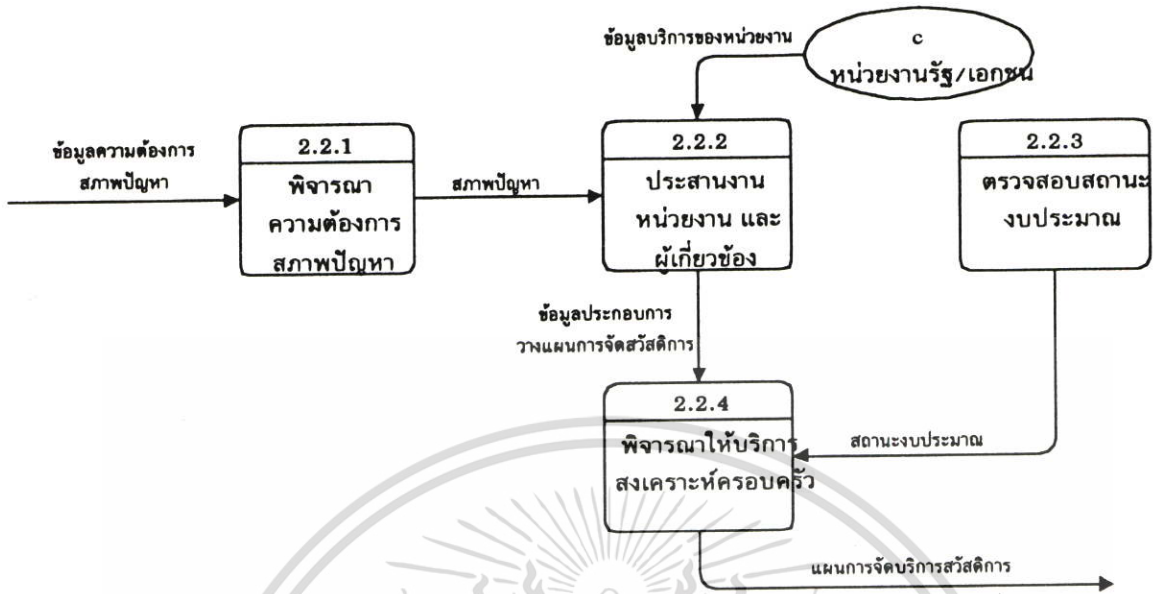 ข้อมูลบริการของหน่วยงาน
c
หน่วยงานรัฐ/เอกชน
ข้อมูลความต้องการ
สภาพปัญหา
2.2.1
พิจารณา
ความต้องการ
สภาพปัญหา
สภาพปัญหา
2.2.2
ประสานงาน
หน่วยงาน และ
ผู้เกี่ยวข้อง
2.2.3
ตรวจสอบสถานะ
งบประมาณ
ข้อมูลประกอบการ
วางแผนการจัดสวัสดิการ
2.2.4
พิจารณาให้บริการ
สงเคราะห์ครอบครัว
สถานะงบประมาณ
แผนการจัดบริการสวัสดิการ